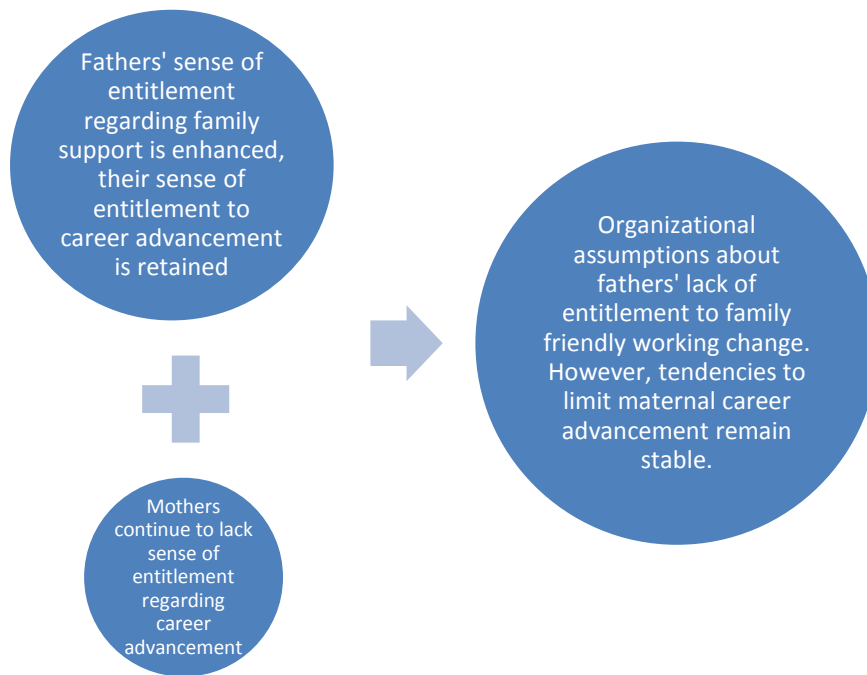 Fathers' sense of
entitlement
regarding family
support is enhanced,
their sense of
entitlement to
career advancement
is retained
Mothers
continue to lack
sense of
entitlement
regarding
career
advancement
Organizational
assumptions about
fathers' lack of
entitlement to family
friendly working change.
However, tendencies to
limit maternal career
advancement remain
stable.